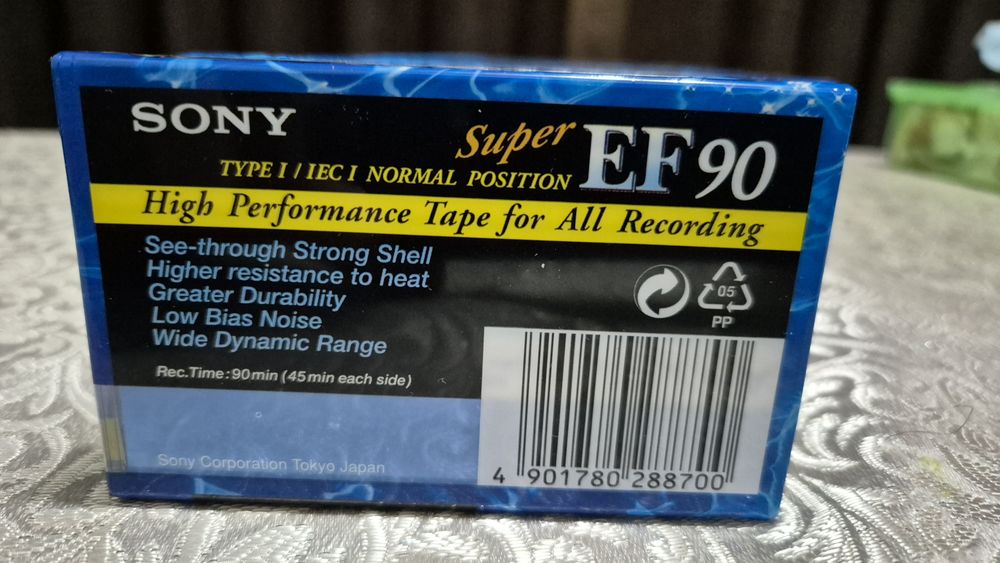 SONY
Super EF 90
TYPE I / IEC I NORMAL POSITION
High Performance Tape for All Recording
See-through Strong Shell
Higher resistance to heat
Greater Durability
Low Bias Noise
Wide Dynamic Range
Rec.Time:90min (45min each side)
05
PP
Sony Corporation Tokyo Japan
4 901780 288700